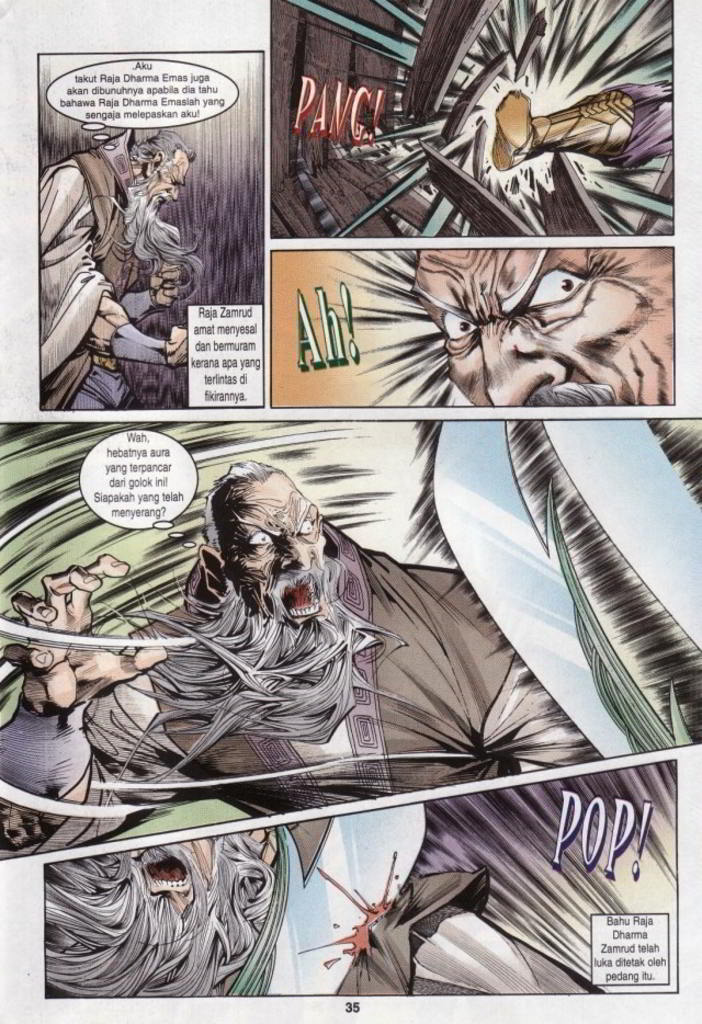 .Aku
takut Raja Dharma Emas juga
akan dibunuhnya apabila dia tahu
bahawa Raja Dharma Emaslah yang
sengaja melepaskan aku!
Raja Zamrud
amat menyesal
dan bermuram
kerana apa yang
terlintas di
fikirannya.
PANG!
Ah!
Wah,
hebatnya aura
yang terpancar
dari golok ini!
Siapakah yang telah
menyerang?
POP!
Bahu Raja
Dharma
Zamrud telah
luka ditetak oleh
pedang itu.
35